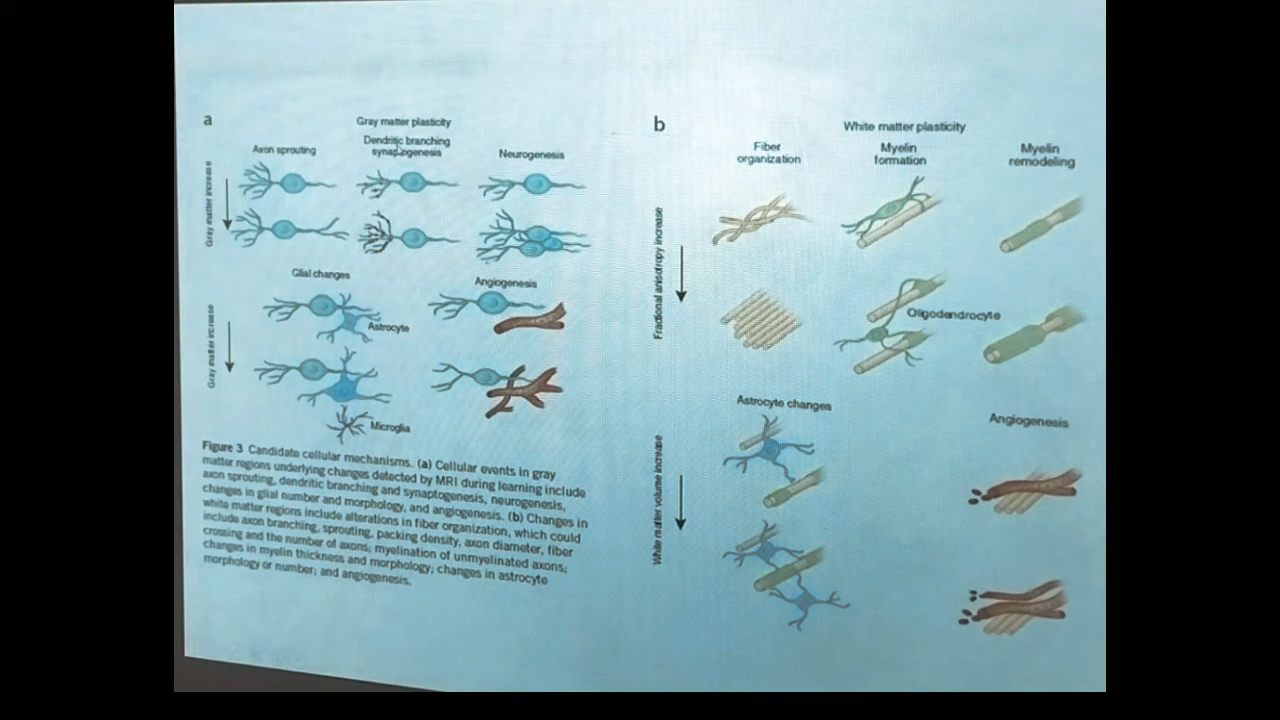 a
Gray matter plasticity
Axon sprouting
Dendritic branching
synaptogenesis
Neurogenesis
Gray matter increase
Glial changes
Angiogenesis
Gray matter increase
Astrocyte
Microglia
Figure 3 Candidate cellular mechanisms. (a) Cellular events in gray
matter regions underlying changes detected by MRI during learning include
axon sprouting, dendritic branching and synaptogenesis, neurogenesis,
changes in glial number and morphology, and angiogenesis. (b) Changes in
white matter regions include alterations in fiber organization, which could
include axon branching, sprouting, packing density, axon diameter, fiber
crossing and the number of axons; myelination of unmyelinated axons;
changes in myelin thickness and morphology; changes in astrocyte
morphology or number; and angiogenesis.
b
White matter plasticity
Fiber
organization
Myelin
formation
Myelin
remodeling
Fractional anisotropy increase
Oligodendrocyte
Astrocyte changes
Angiogenesis
White matter volume increase